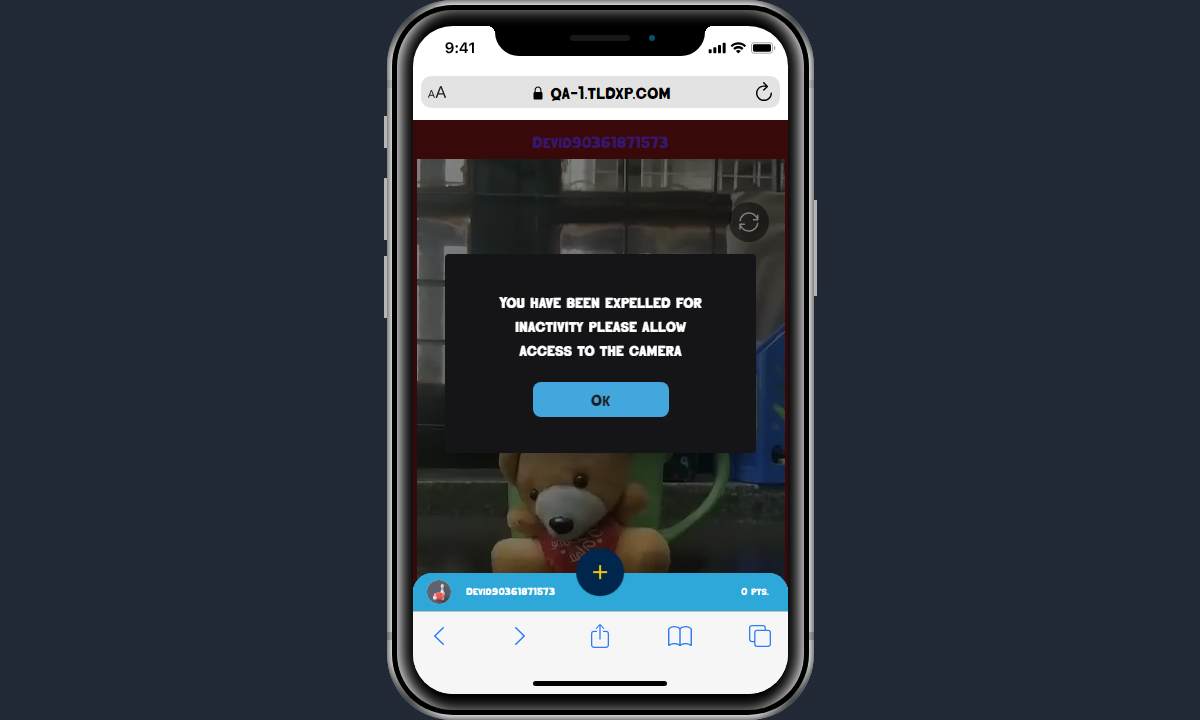 9:41
AA
QA-1.TLDXP.COM
Devid90361871573
You have been expelled for
inactivity please allow
access to the camera
Ok
Devid90361871573
0 pts.